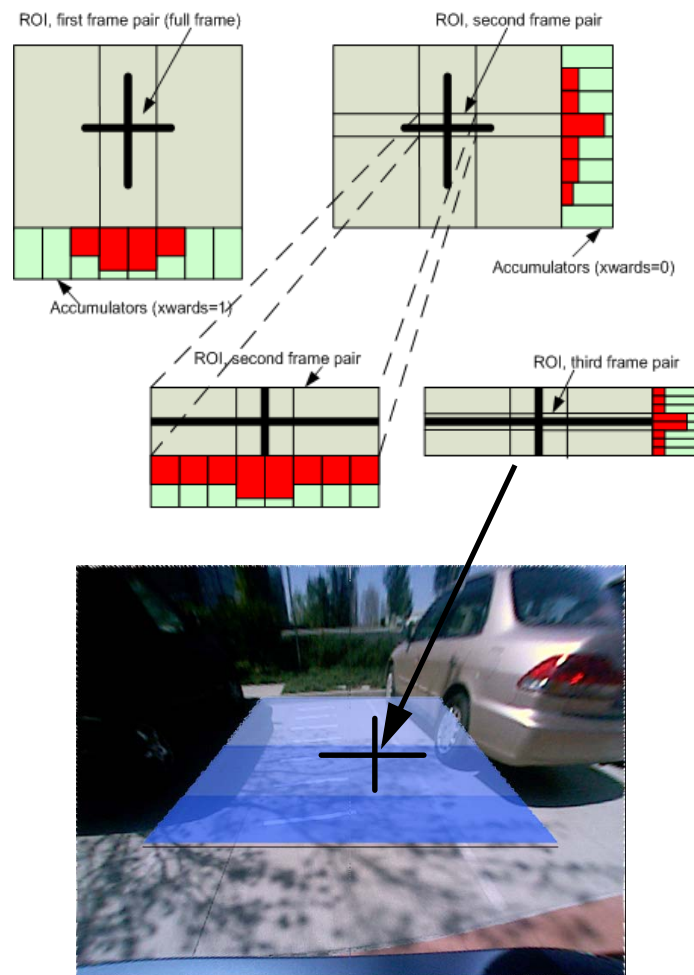 ROI, first frame pair (full frame)
ROI, second frame pair
Accumulators (xwards=0)
Accumulators (xwards=1)
ROI, second frame pair
ROI, third frame pair